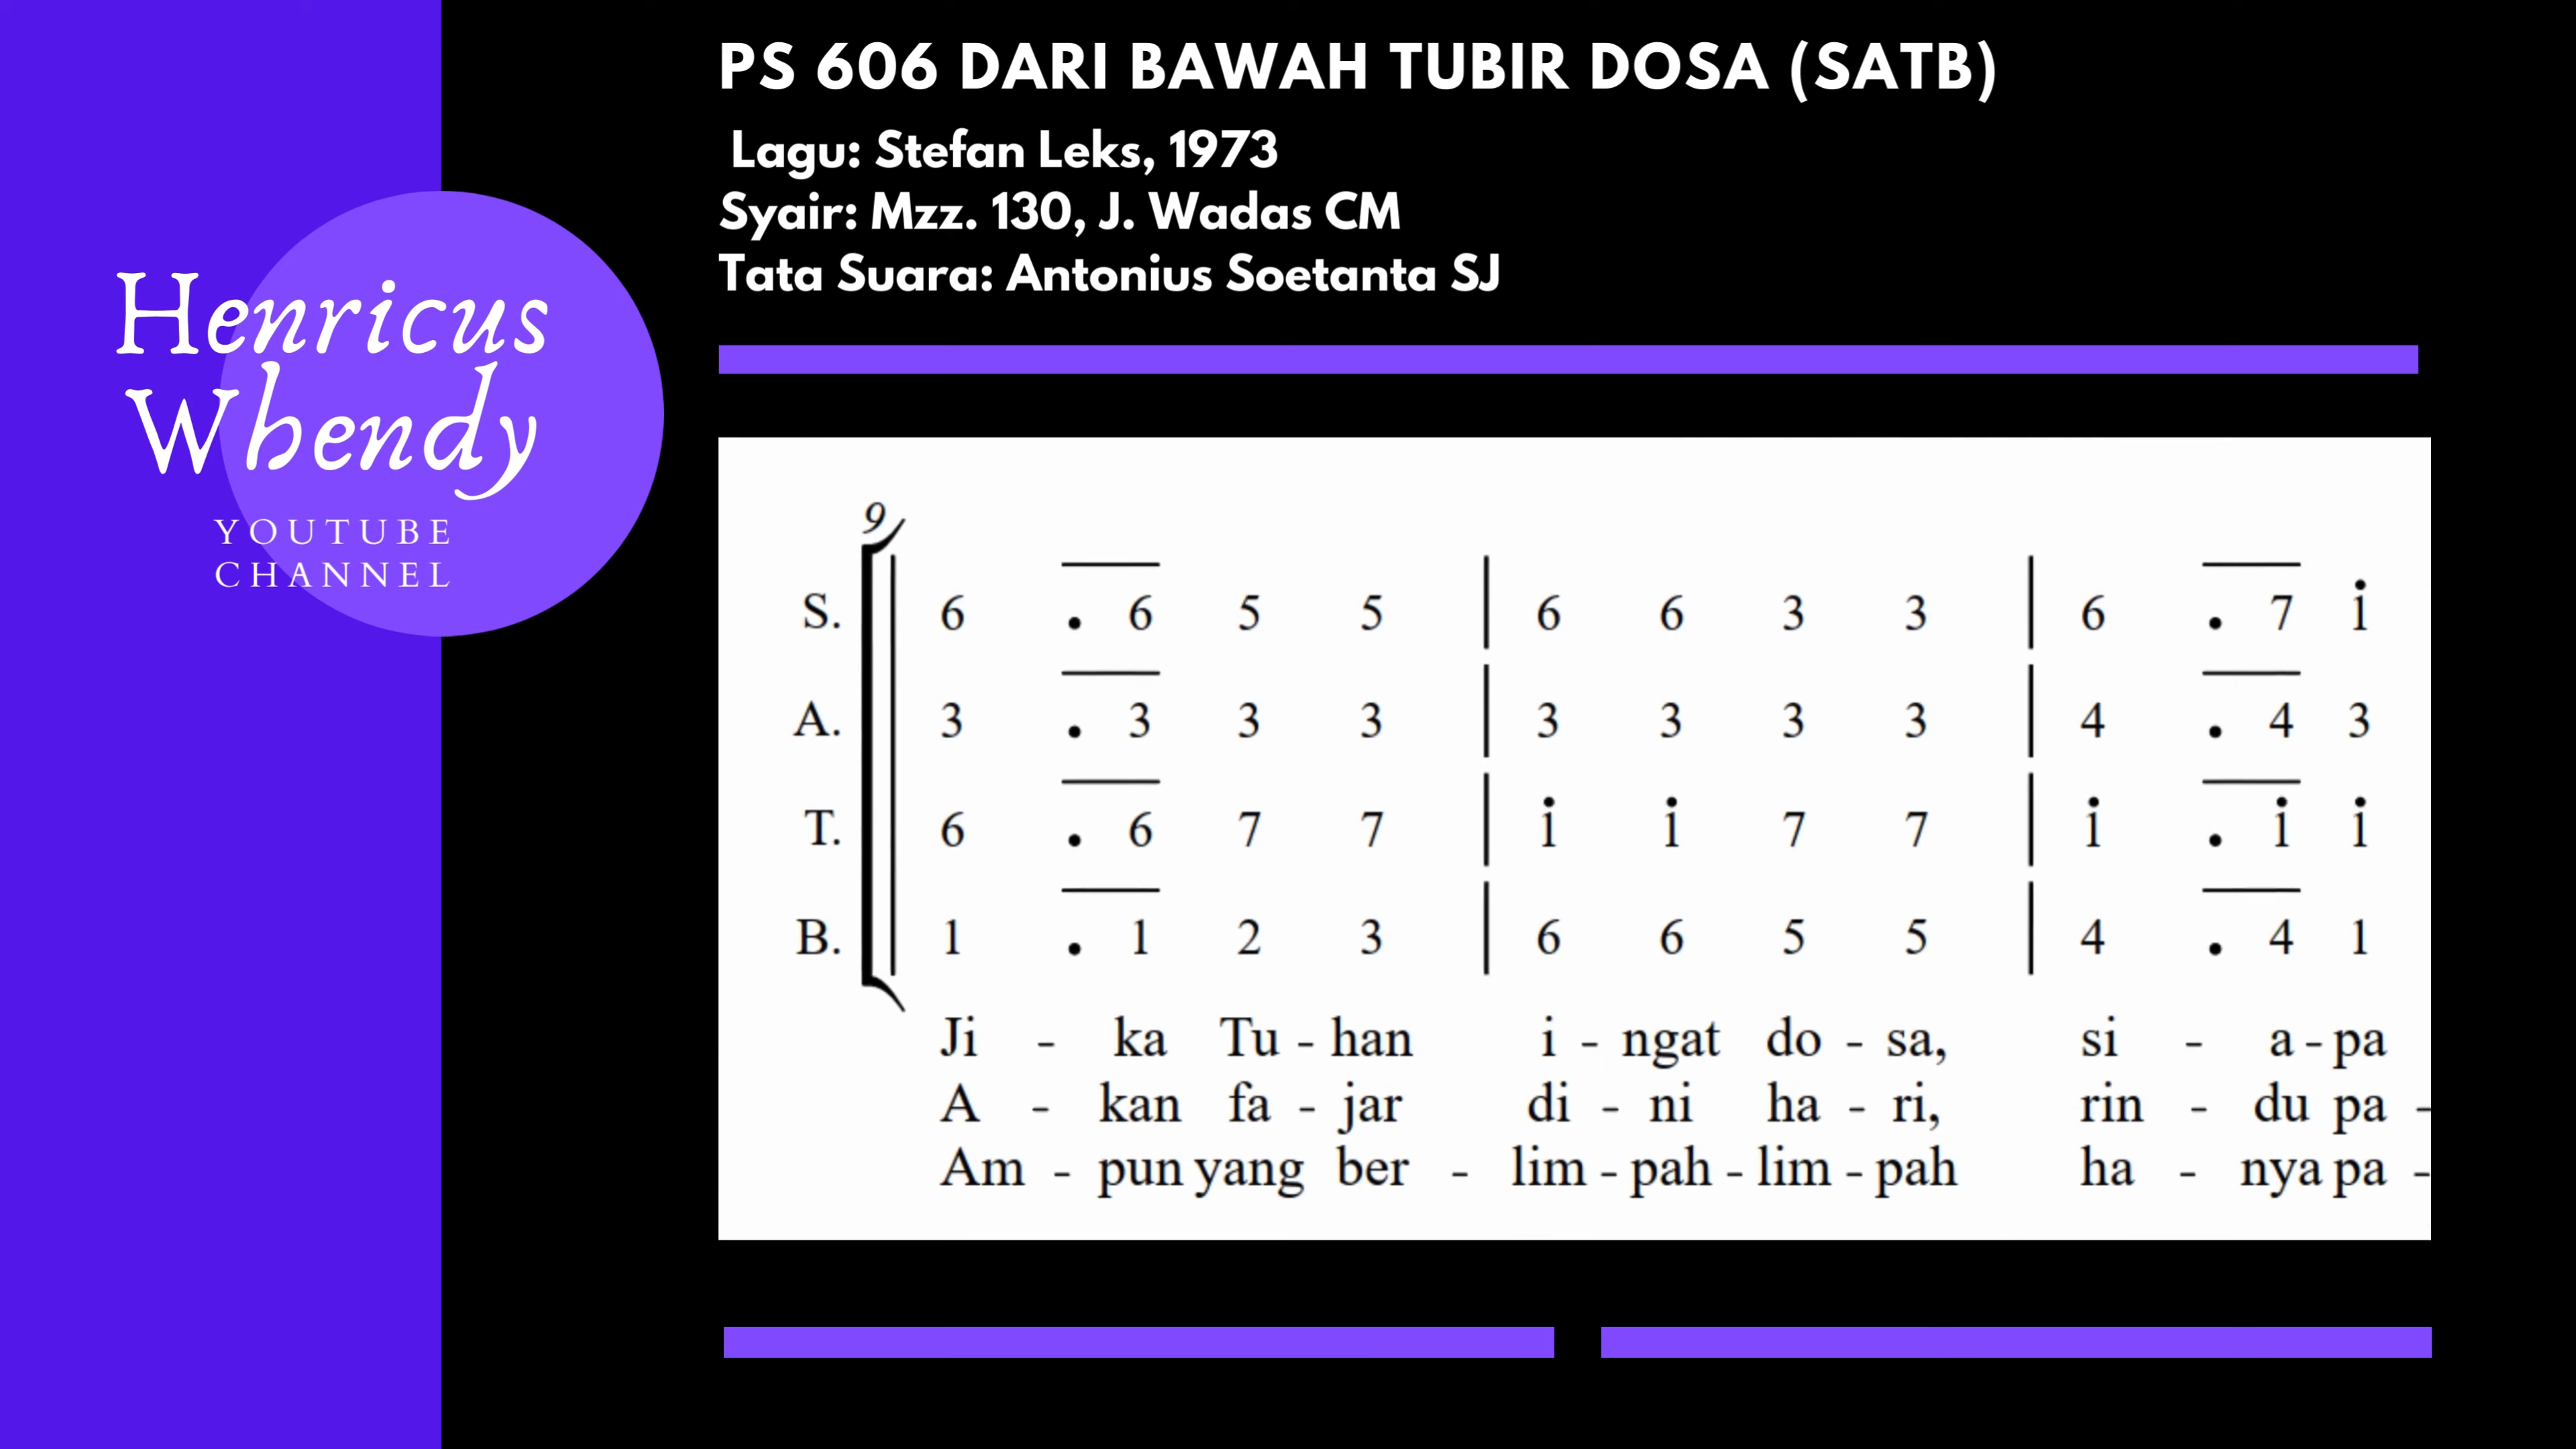 Henricus
Whendy
YOUTUBE
CHANNEL
PS 606 DARI BAWAH TUBIR DOSA (SATB)
Lagu: Stefan Leks, 1973
Syair: Mzz. 130, J. Wadas CM
Tata Suara: Antonius Soetanta SJ
9
S. 6 . 6 5 5 | 6 6 3 3 | 6 . 7 i
A. 3 . 3 3 3 | 3 3 3 3 | 4 . 4 3
T. 6 . 6 7 7 | i i 7 7 | i . i i
B. 1 . 1 2 3 | 6 6 5 5 | 4 . 4 1
Ji - ka Tu - han i - ngat do - sa, si - a - pa
A - kan fa - jar di - ni ha - ri, rin - du pa -
Am - pun yang ber - lim - pah - lim - pah ha - nya pa -